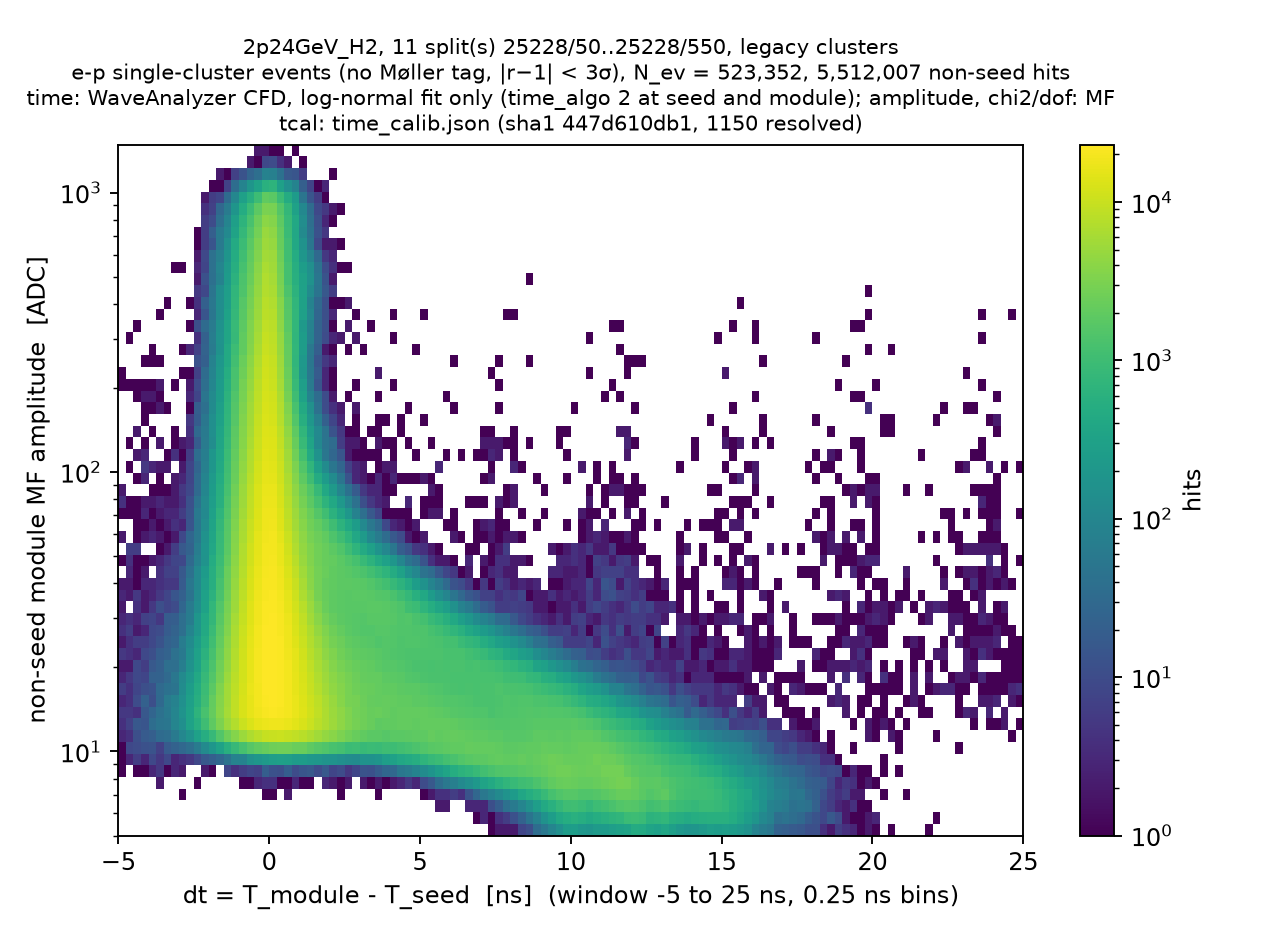 2p24GeV_H2, 11 split(s) 25228/50..25228/550, legacy clusters
e-p single-cluster events (no Møller tag, |r−1| < 3σ), N_ev = 523,352, 5,512,007 non-seed hits
time: WaveAnalyzer CFD, log-normal fit only (time_algo 2 at seed and module); amplitude, chi2/dof: MF
tcal: time_calib.json (sha1 447d610db1, 1150 resolved)
non-seed module MF amplitude [ADC]
10³
10²
10¹
−5
0
5
10
15
20
25
dt = T_module - T_seed [ns] (window -5 to 25 ns, 0.25 ns bins)
10⁴
10³
10²
10¹
10⁰
hits